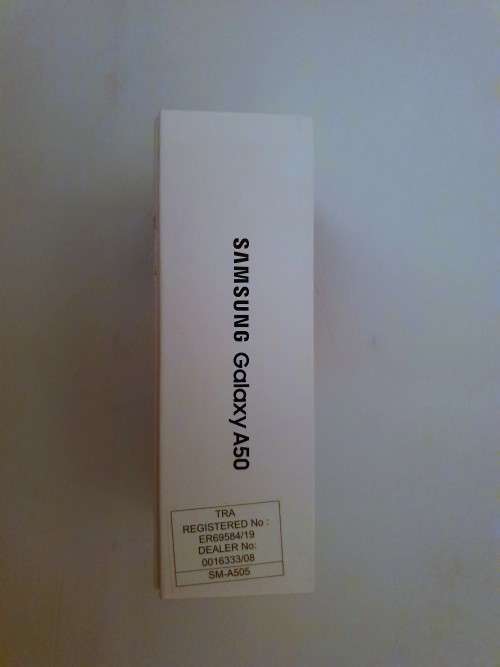 SAMSUNG Galaxy A50
TRA
REGISTERED No :
ER69584/19
DEALER No:
0016333/08
SM-A505